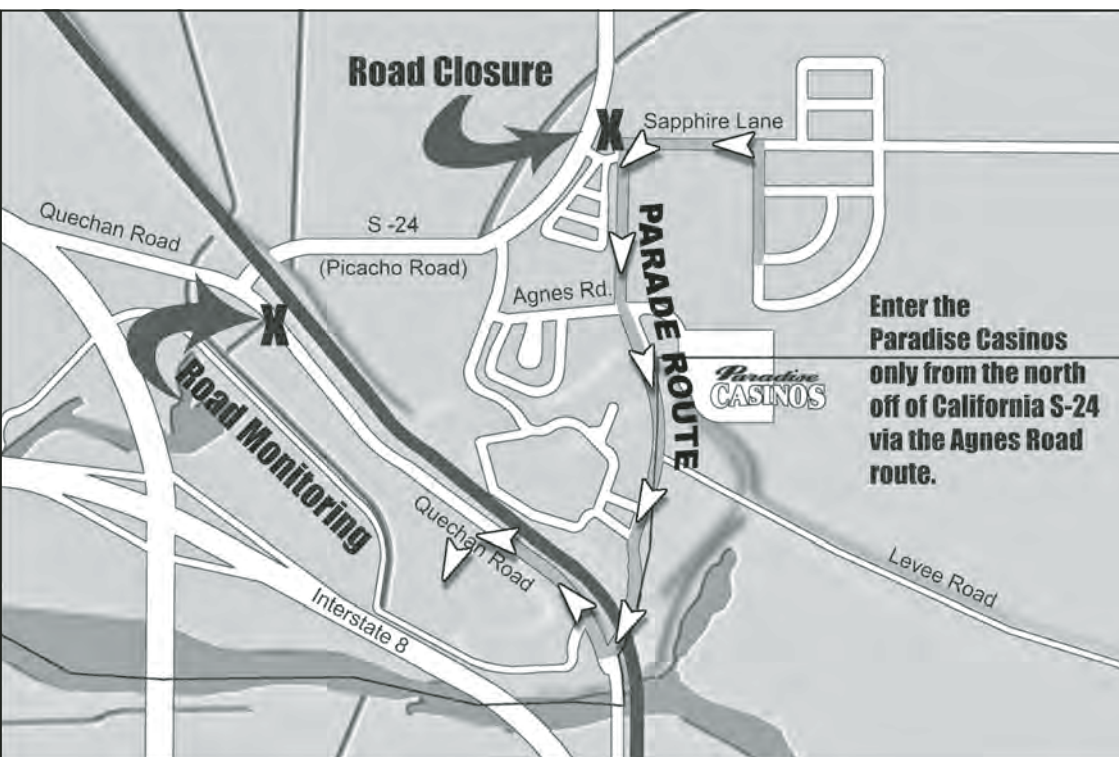 Road Closure
X
Sapphire Lane
Quechan Road
S -24
(Picacho Road)
PARADE ROUTE
Agnes Rd.
X
Road Monitoring
Paradise
CASINOS
Enter the
Paradise Casinos
only from the north
off of California S-24
via the Agnes Road
route.
Quechan Road
Levee Road
Interstate 8